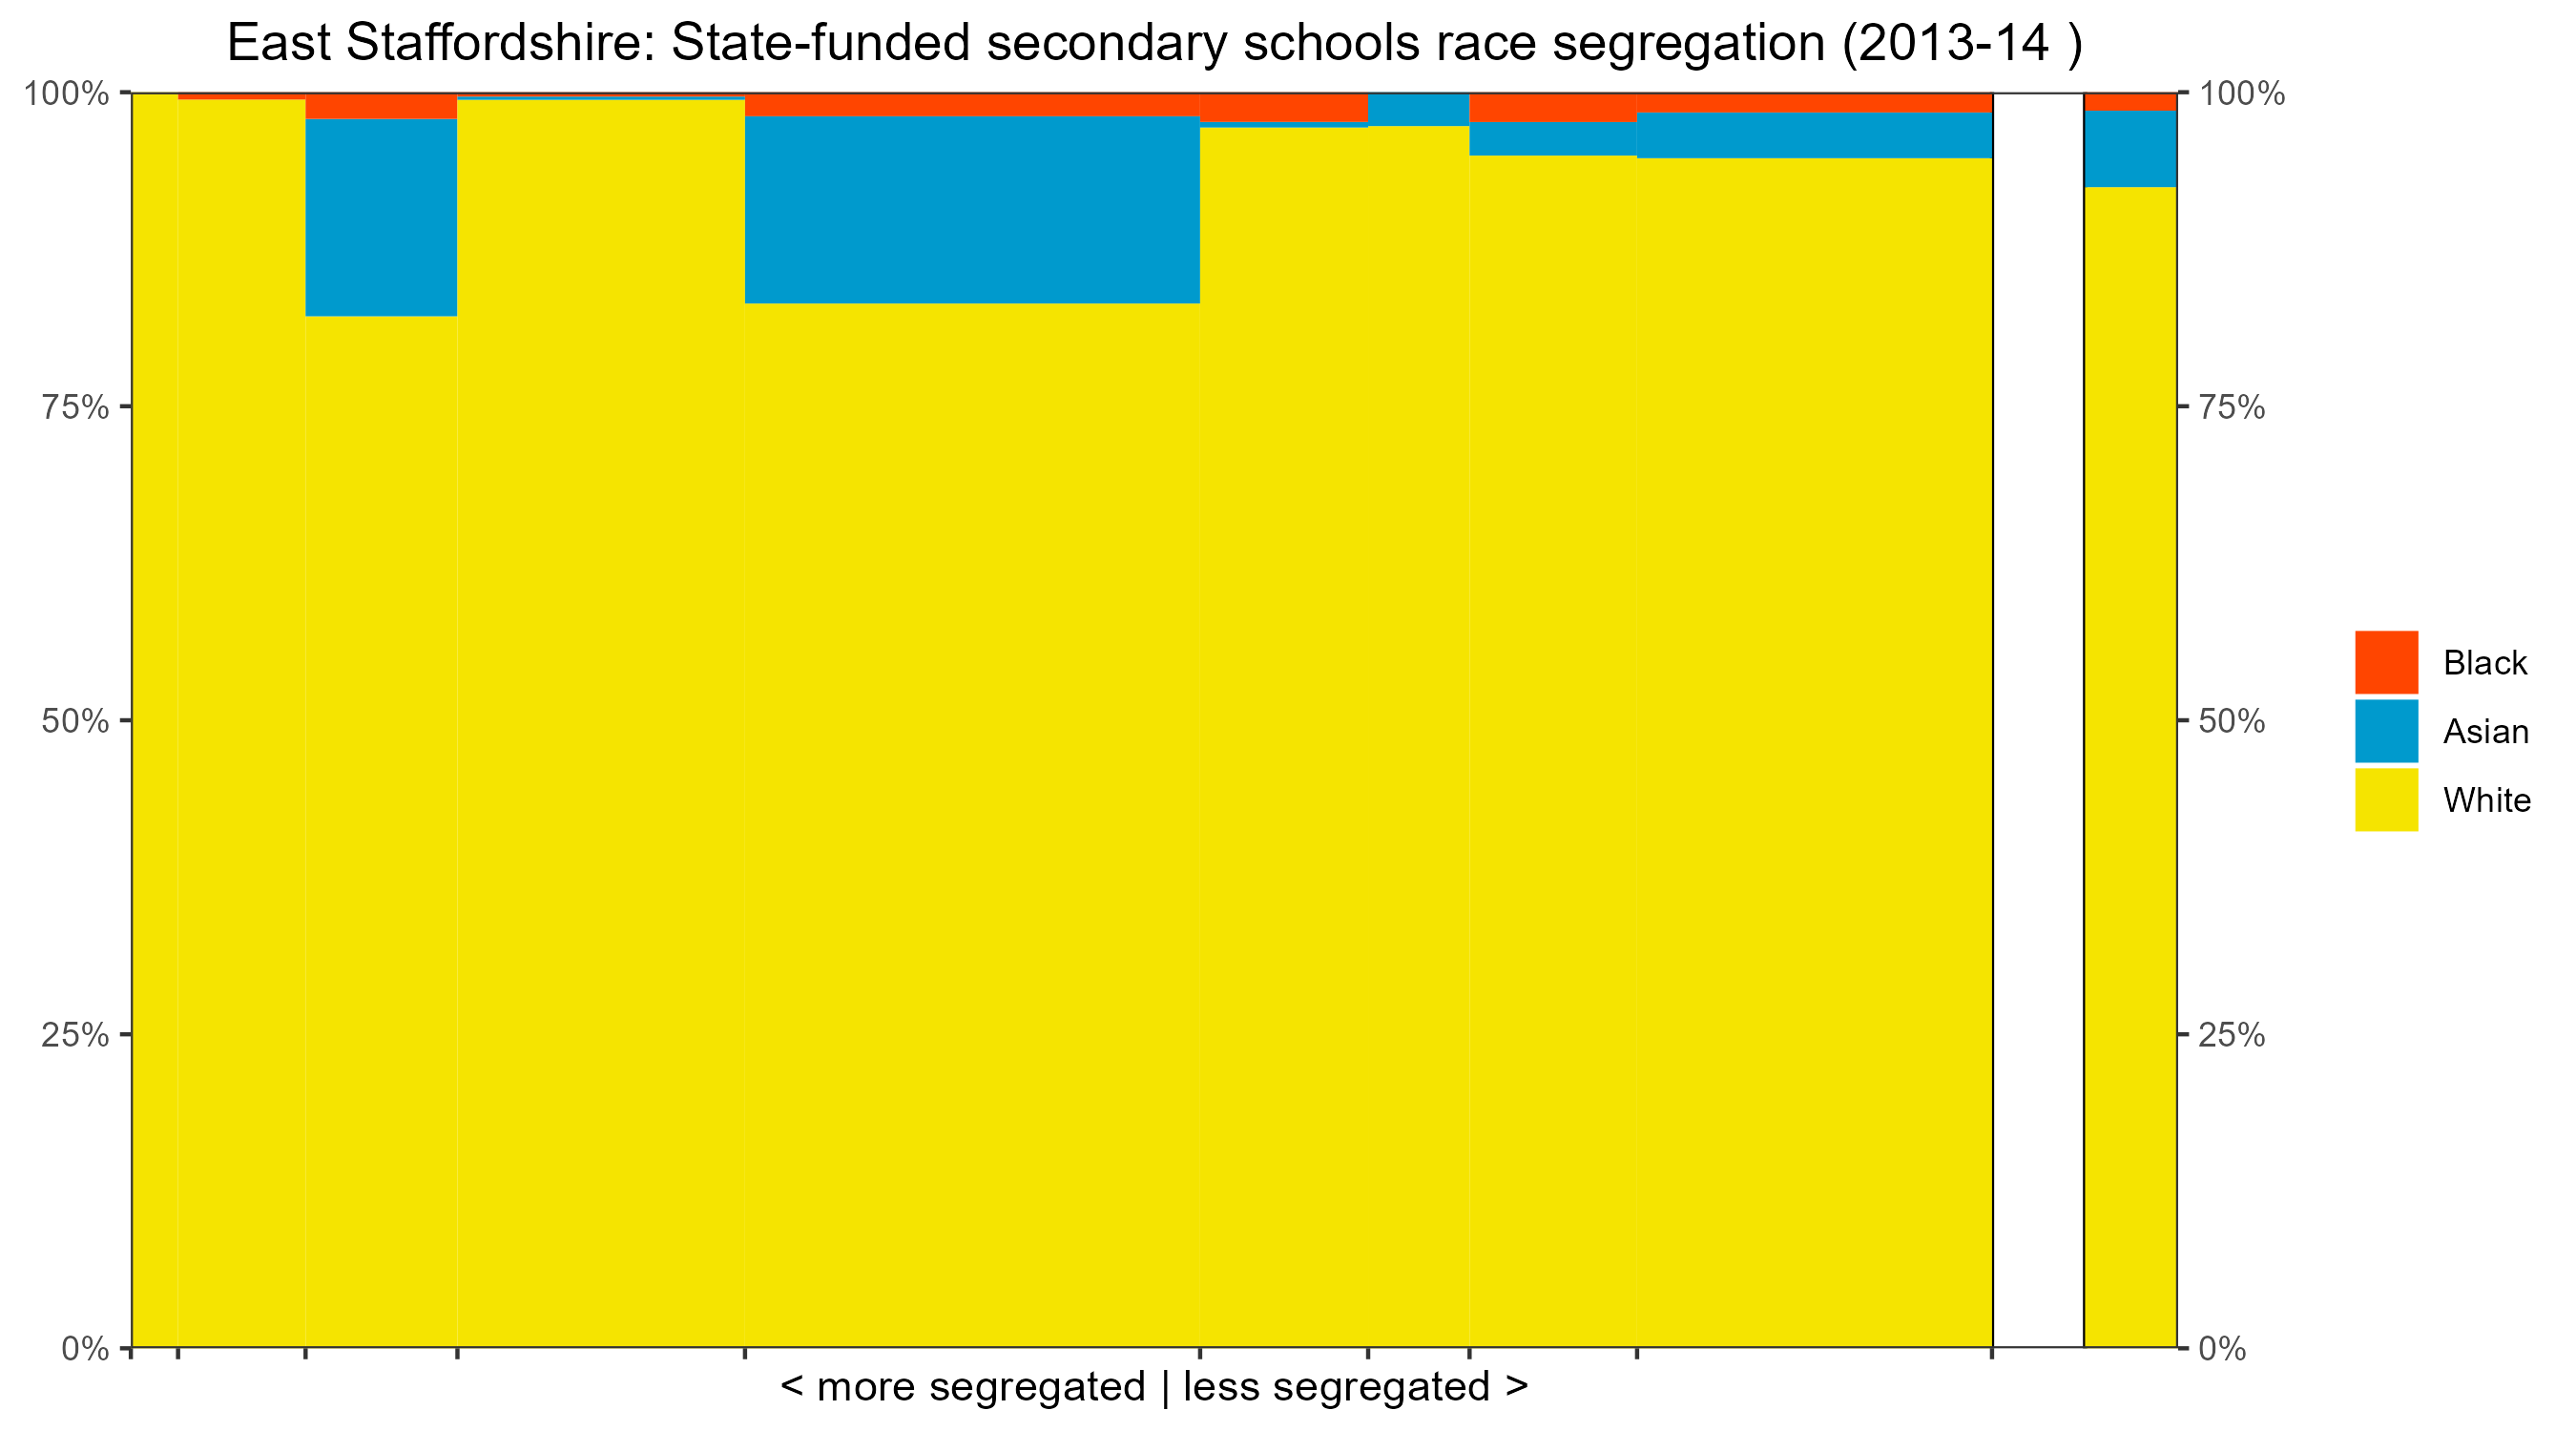 East Staffordshire: State-funded secondary schools race segregation (2013-14 )
100%
100%
75%
75%
50%
50%
25%
25%
0%
0%
Black
Asian
White
< more segregated | less segregated >